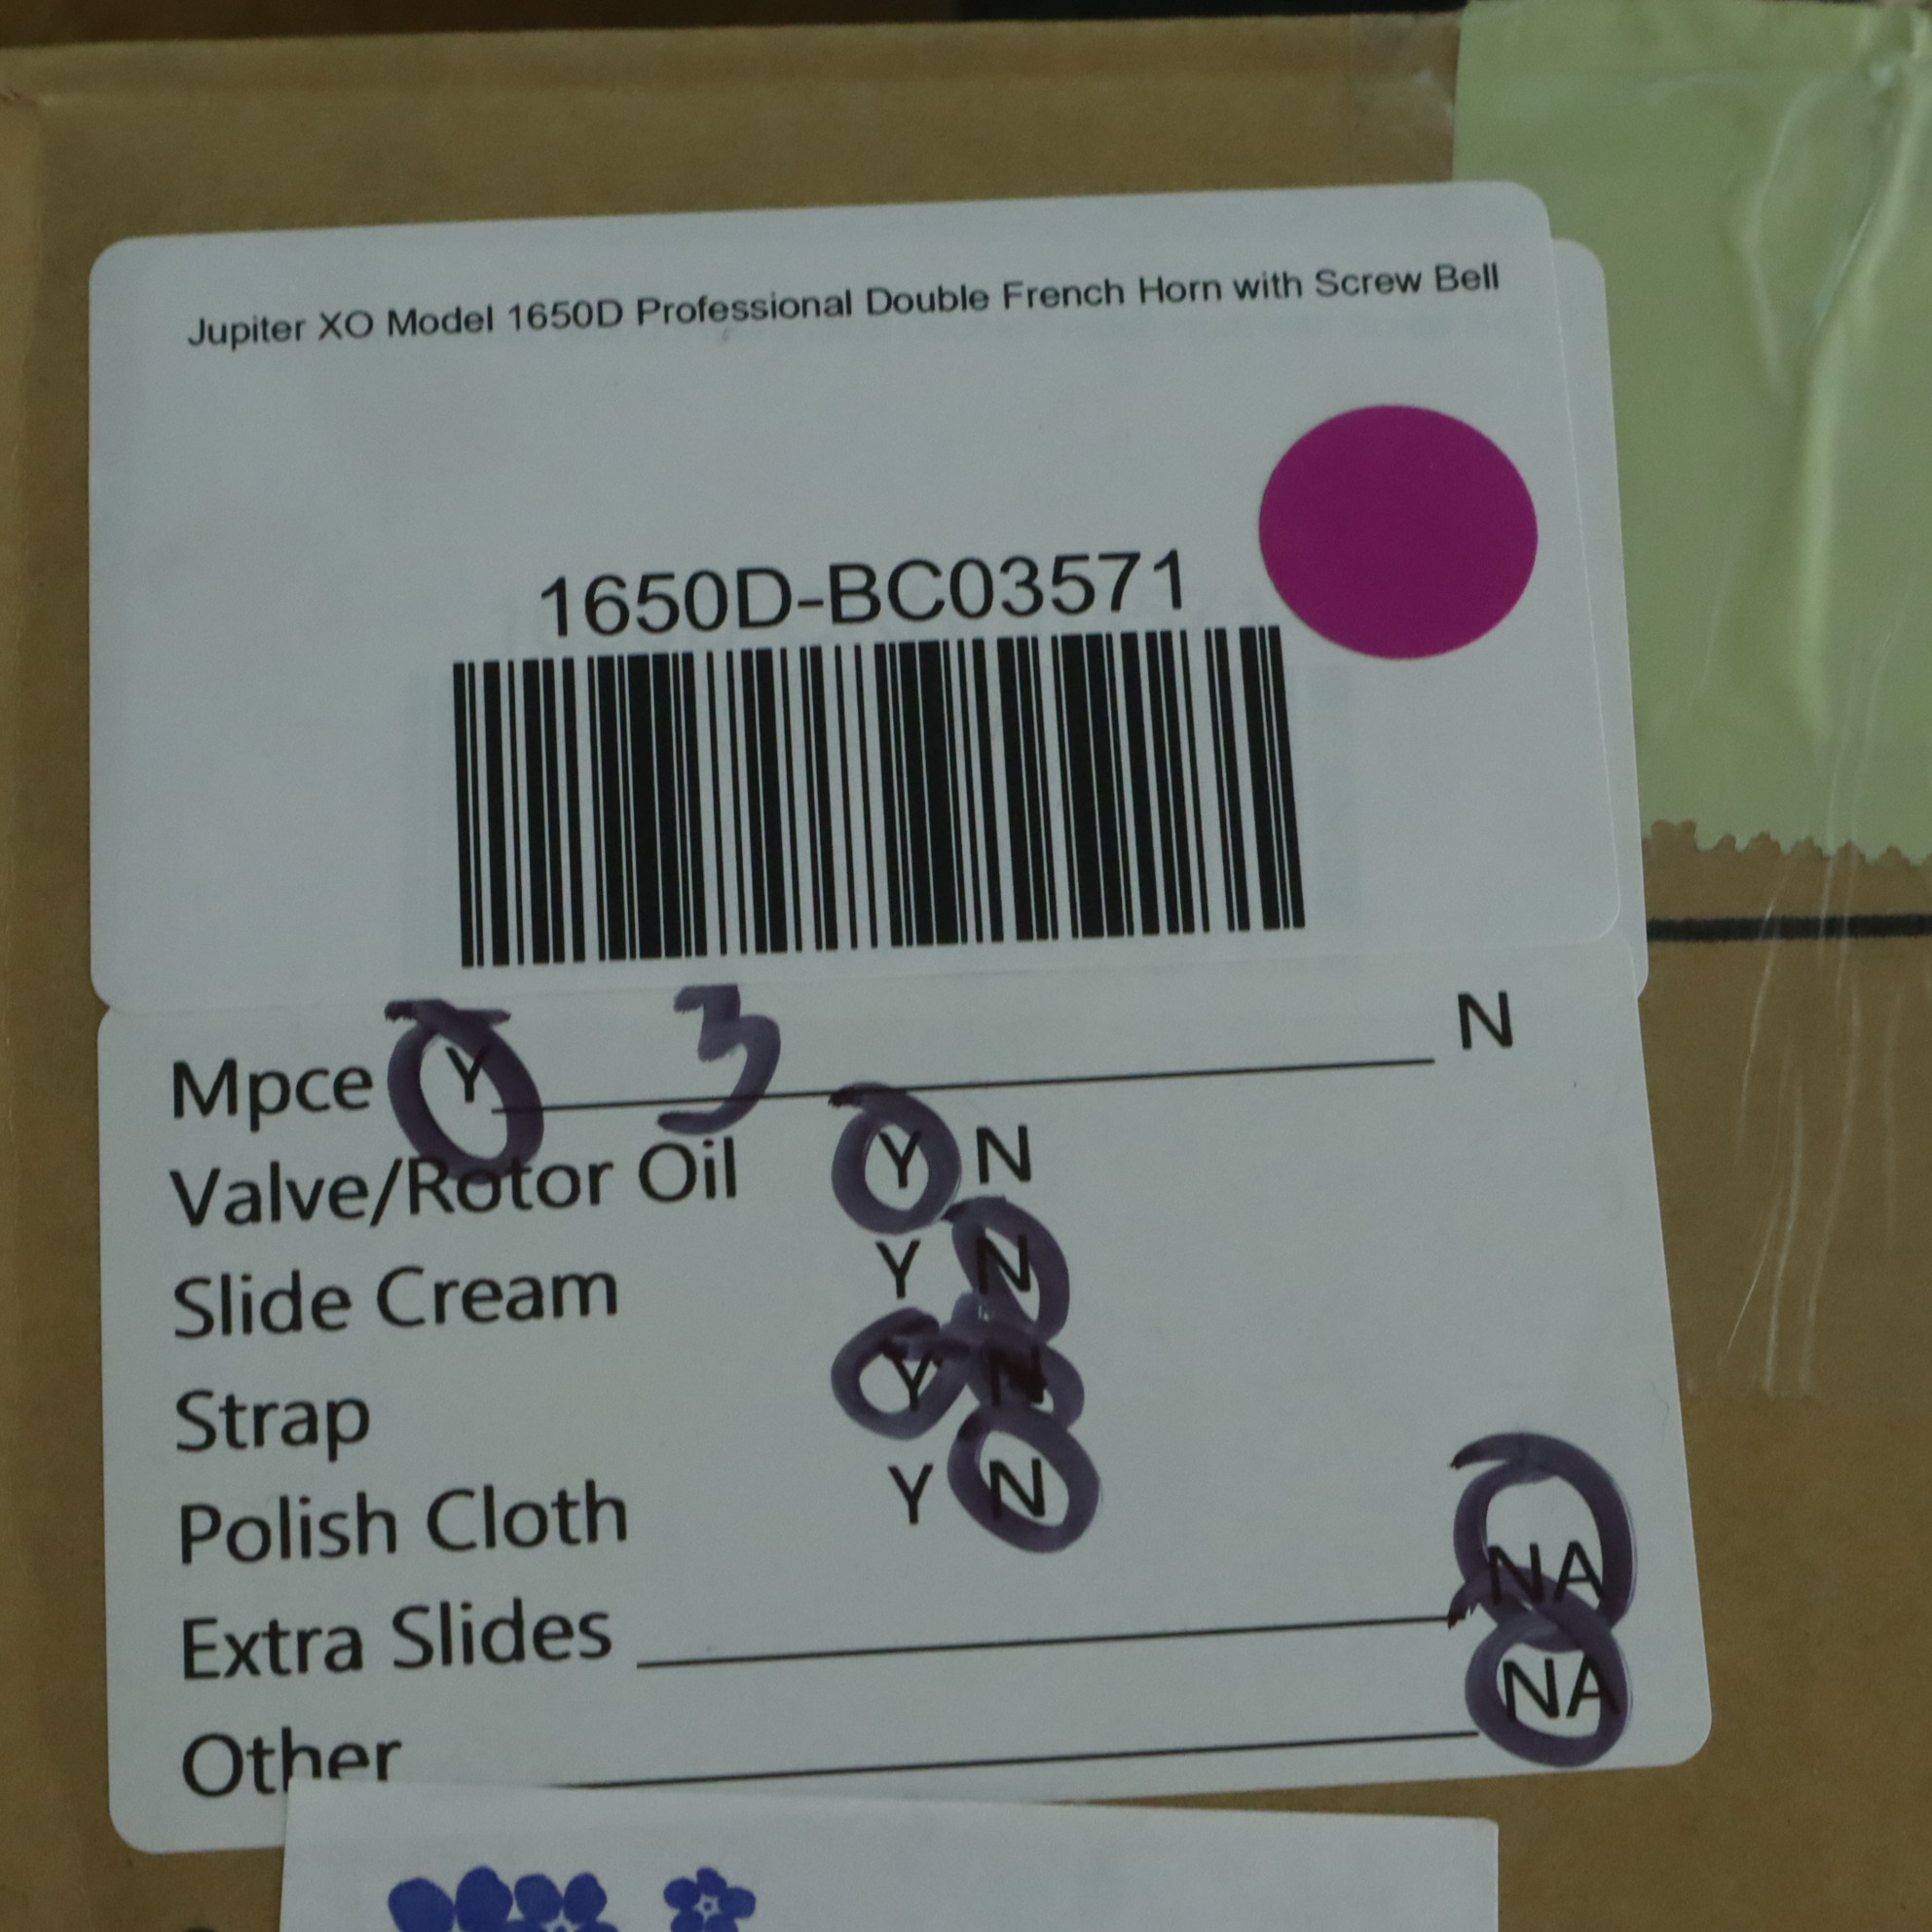 Jupiter XO Model 1650D Professional Double French Horn with Screw Bell
1650D-BC03571
Mpce Y 3 N
Valve/Rotor Oil Y N
Slide Cream Y N
Strap Y N
Polish Cloth Y N
Extra Slides NA
Other NA